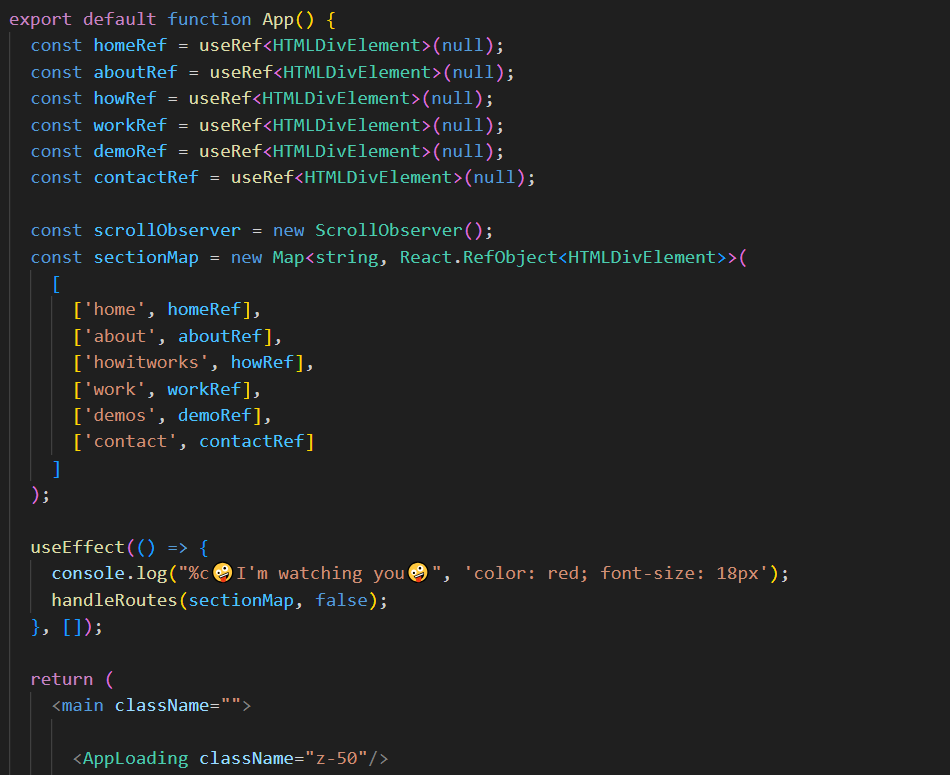 export default function App() {
const homeRef = useRef<HTMLDivElement>(null);
const aboutRef = useRef<HTMLDivElement>(null);
const howRef = useRef<HTMLDivElement>(null);
const workRef = useRef<HTMLDivElement>(null);
const demoRef = useRef<HTMLDivElement>(null);
const contactRef = useRef<HTMLDivElement>(null);
const scrollObserver = new ScrollObserver();
const sectionMap = new Map<string, React.RefObject<HTMLDivElement>>(
[
['home', homeRef],
['about', aboutRef],
['howitworks', howRef],
['work', workRef],
['demos', demoRef],
['contact', contactRef]
]
);
useEffect(() => {
console.log("%c🤪I'm watching you🤪", 'color: red; font-size: 18px');
handleRoutes(sectionMap, false);
}, []);
return (
<main className="">
<AppLoading className="z-50"/>